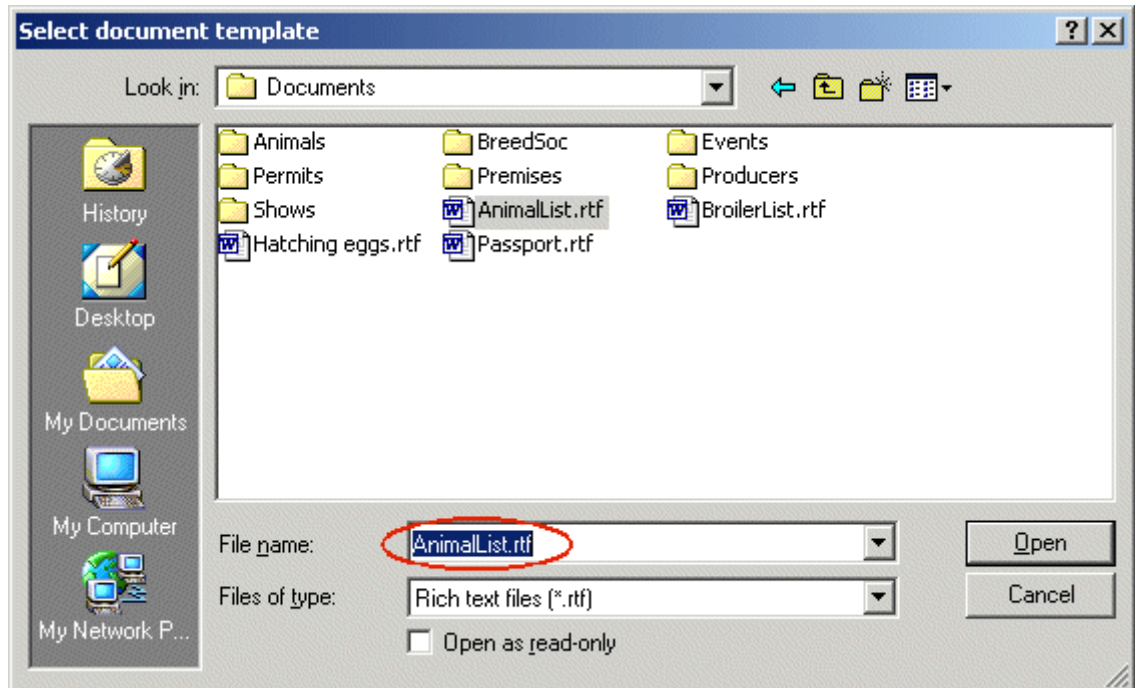 Select document template
Look in: Documents
Animals BreedSoc Events
Permits Premises Producers
Shows AnimalList.rtf BroilerList.rtf
Hatching eggs.rtf Passport.rtf
History
Desktop
My Documents
My Computer
My Network P...
File name: AnimalList.rtf Open
Files of type: Rich text files (*.rtf) Cancel
Open as read-only